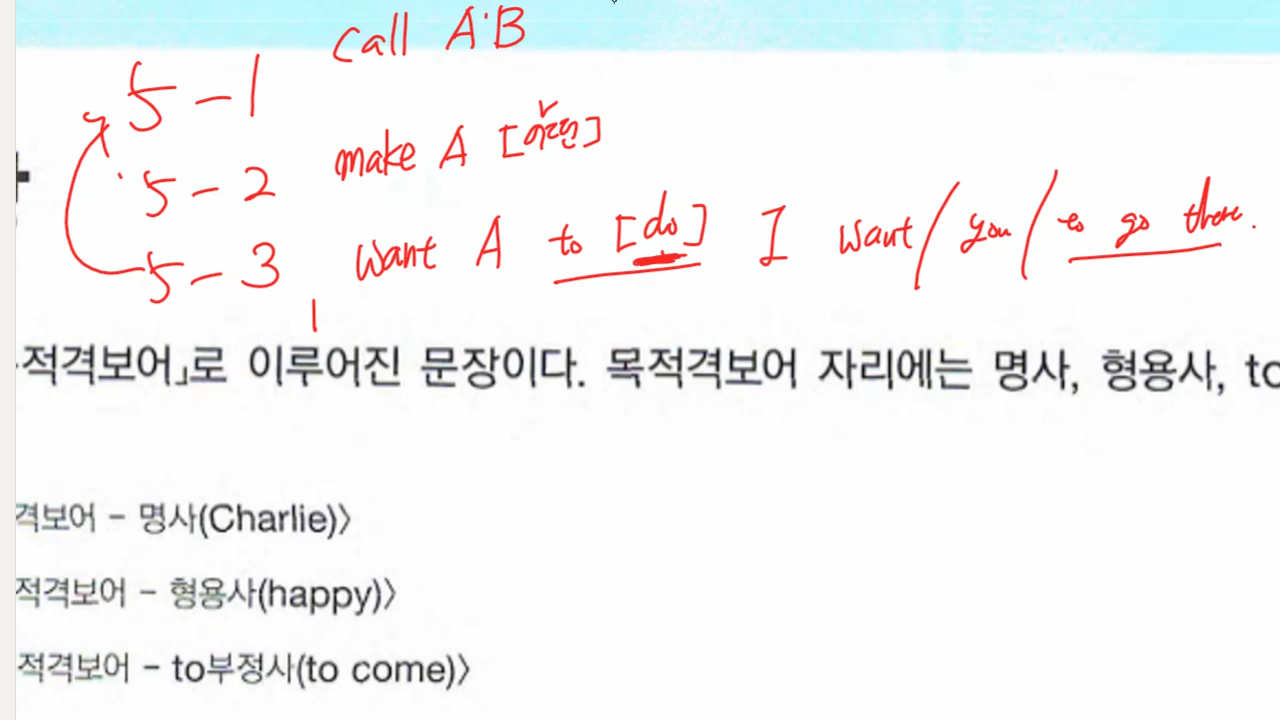 call A B
5-1
make A [어떤]
5-2
want A to [do] I want / you / to go there.
5-3
적격보어」로 이루어진 문장이다. 목적격보어 자리에는 명사, 형용사, to
격보어 - 명사(Charlie)〉
적격보어 - 형용사(happy)〉
적격보어 - to부정사(to come)〉